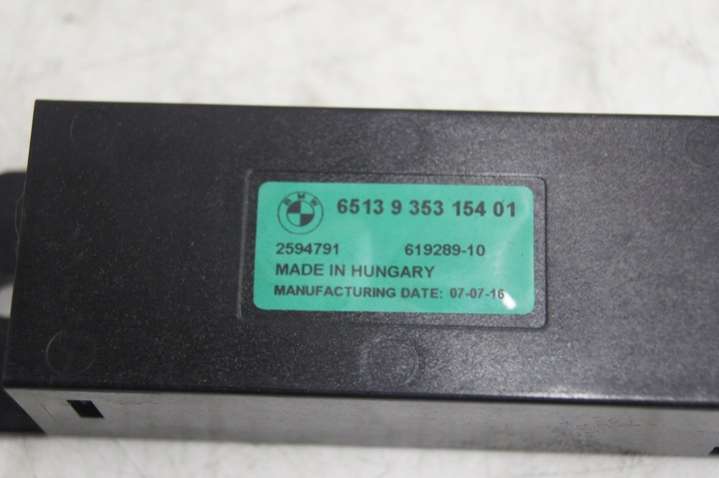 BMW
6513 9 353 154 01
2594791 619289-10
MADE IN HUNGARY
MANUFACTURING DATE: 07-07-16